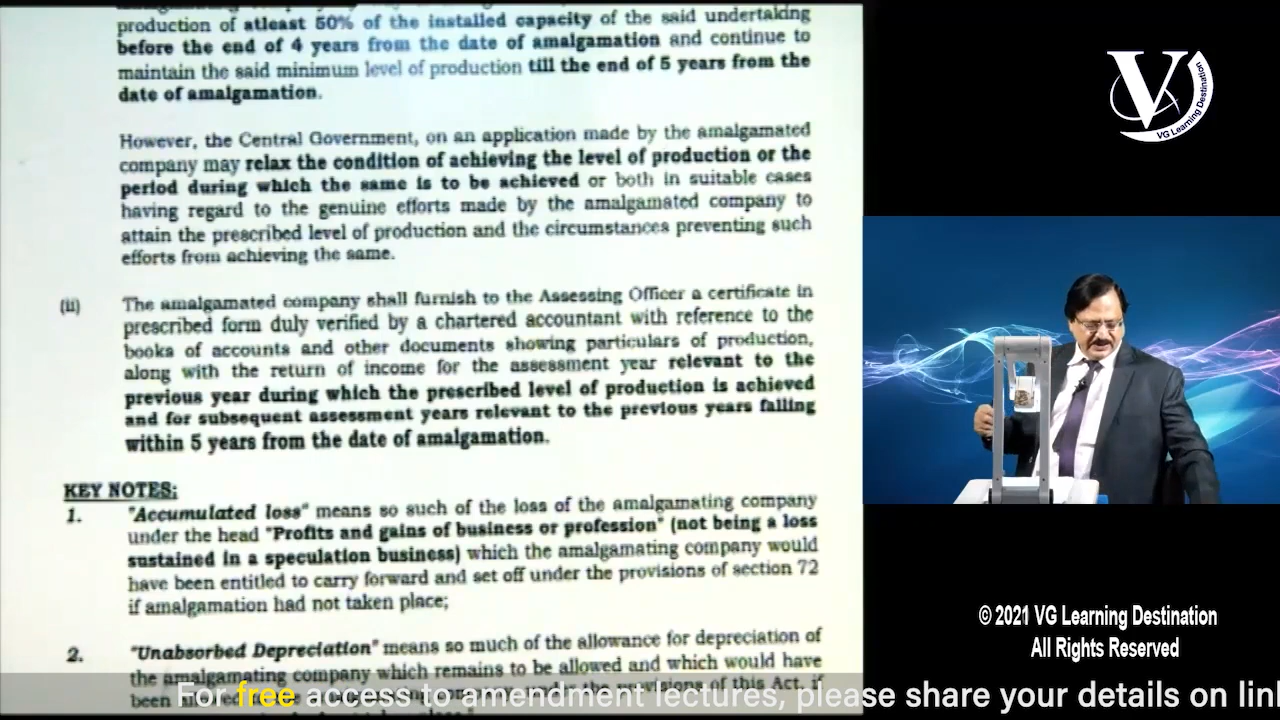 production of atleast 50% of the installed capacity of the said undertaking
before the end of 4 years from the date of amalgamation and continue to
maintain the said minimum level of production till the end of 5 years from the
date of amalgamation.
However, the Central Government, on an application made by the amalgamated
company may relax the condition of achieving the level of production or the
period during which the same is to be achieved or both in suitable cases
having regard to the genuine efforts made by the amalgamated company to
attain the prescribed level of production and the circumstances preventing such
efforts from achieving the same.
(ii) The amalgamated company shall furnish to the Assessing Officer a certificate in
prescribed form duly verified by a chartered accountant with reference to the
books of accounts and other documents showing particulars of production,
along with the return of income for the assessment year relevant to the
previous year during which the prescribed level of production is achieved
and for subsequent assessment years relevant to the previous years falling
within 5 years from the date of amalgamation.
KEY NOTES:
1. "Accumulated loss" means so such of the loss of the amalgamating company
under the head "Profits and gains of business or profession" (not being a loss
sustained in a speculation business) which the amalgamating company would
have been entitled to carry forward and set off under the provisions of section 72
if amalgamation had not taken place;
2. "Unabsorbed Depreciation" means so much of the allowance for depreciation of
the amalgamating company which remains to be allowed and which would have
been
provisions of this Act, if
For free access to amendment lectures, please share your details on lin
V
VG Learning Destination
© 2021 VG Learning Destination
All Rights Reserved